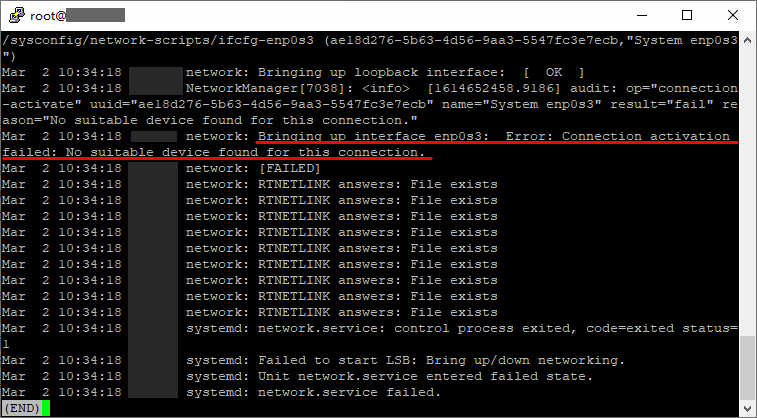 root@
/sysconfig/network-scripts/ifcfg-enp0s3 (ae18d276-5b63-4d56-9aa3-5547fc3e7ecb,"System enp0s3
")
Mar  2 10:34:18 network: Bringing up loopback interface:  [  OK  ]
Mar  2 10:34:18 NetworkManager[7038]: <info>  [1614652458.9186] audit: op="connection
-activate" uuid="ae18d276-5b63-4d56-9aa3-5547fc3e7ecb" name="System enp0s3" result="fail" re
ason="No suitable device found for this connection."
Mar  2 10:34:18 network: Bringing up interface enp0s3:  Error: Connection activation
failed: No suitable device found for this connection.
Mar  2 10:34:18 network: [FAILED]
Mar  2 10:34:18 network: RTNETLINK answers: File exists
Mar  2 10:34:18 network: RTNETLINK answers: File exists
Mar  2 10:34:18 network: RTNETLINK answers: File exists
Mar  2 10:34:18 network: RTNETLINK answers: File exists
Mar  2 10:34:18 network: RTNETLINK answers: File exists
Mar  2 10:34:18 network: RTNETLINK answers: File exists
Mar  2 10:34:18 network: RTNETLINK answers: File exists
Mar  2 10:34:18 network: RTNETLINK answers: File exists
Mar  2 10:34:18 network: RTNETLINK answers: File exists
Mar  2 10:34:18 systemd: network.service: control process exited, code=exited status=
1
Mar  2 10:34:18 systemd: Failed to start LSB: Bring up/down networking.
Mar  2 10:34:18 systemd: Unit network.service entered failed state.
Mar  2 10:34:18 systemd: network.service failed.
(END)